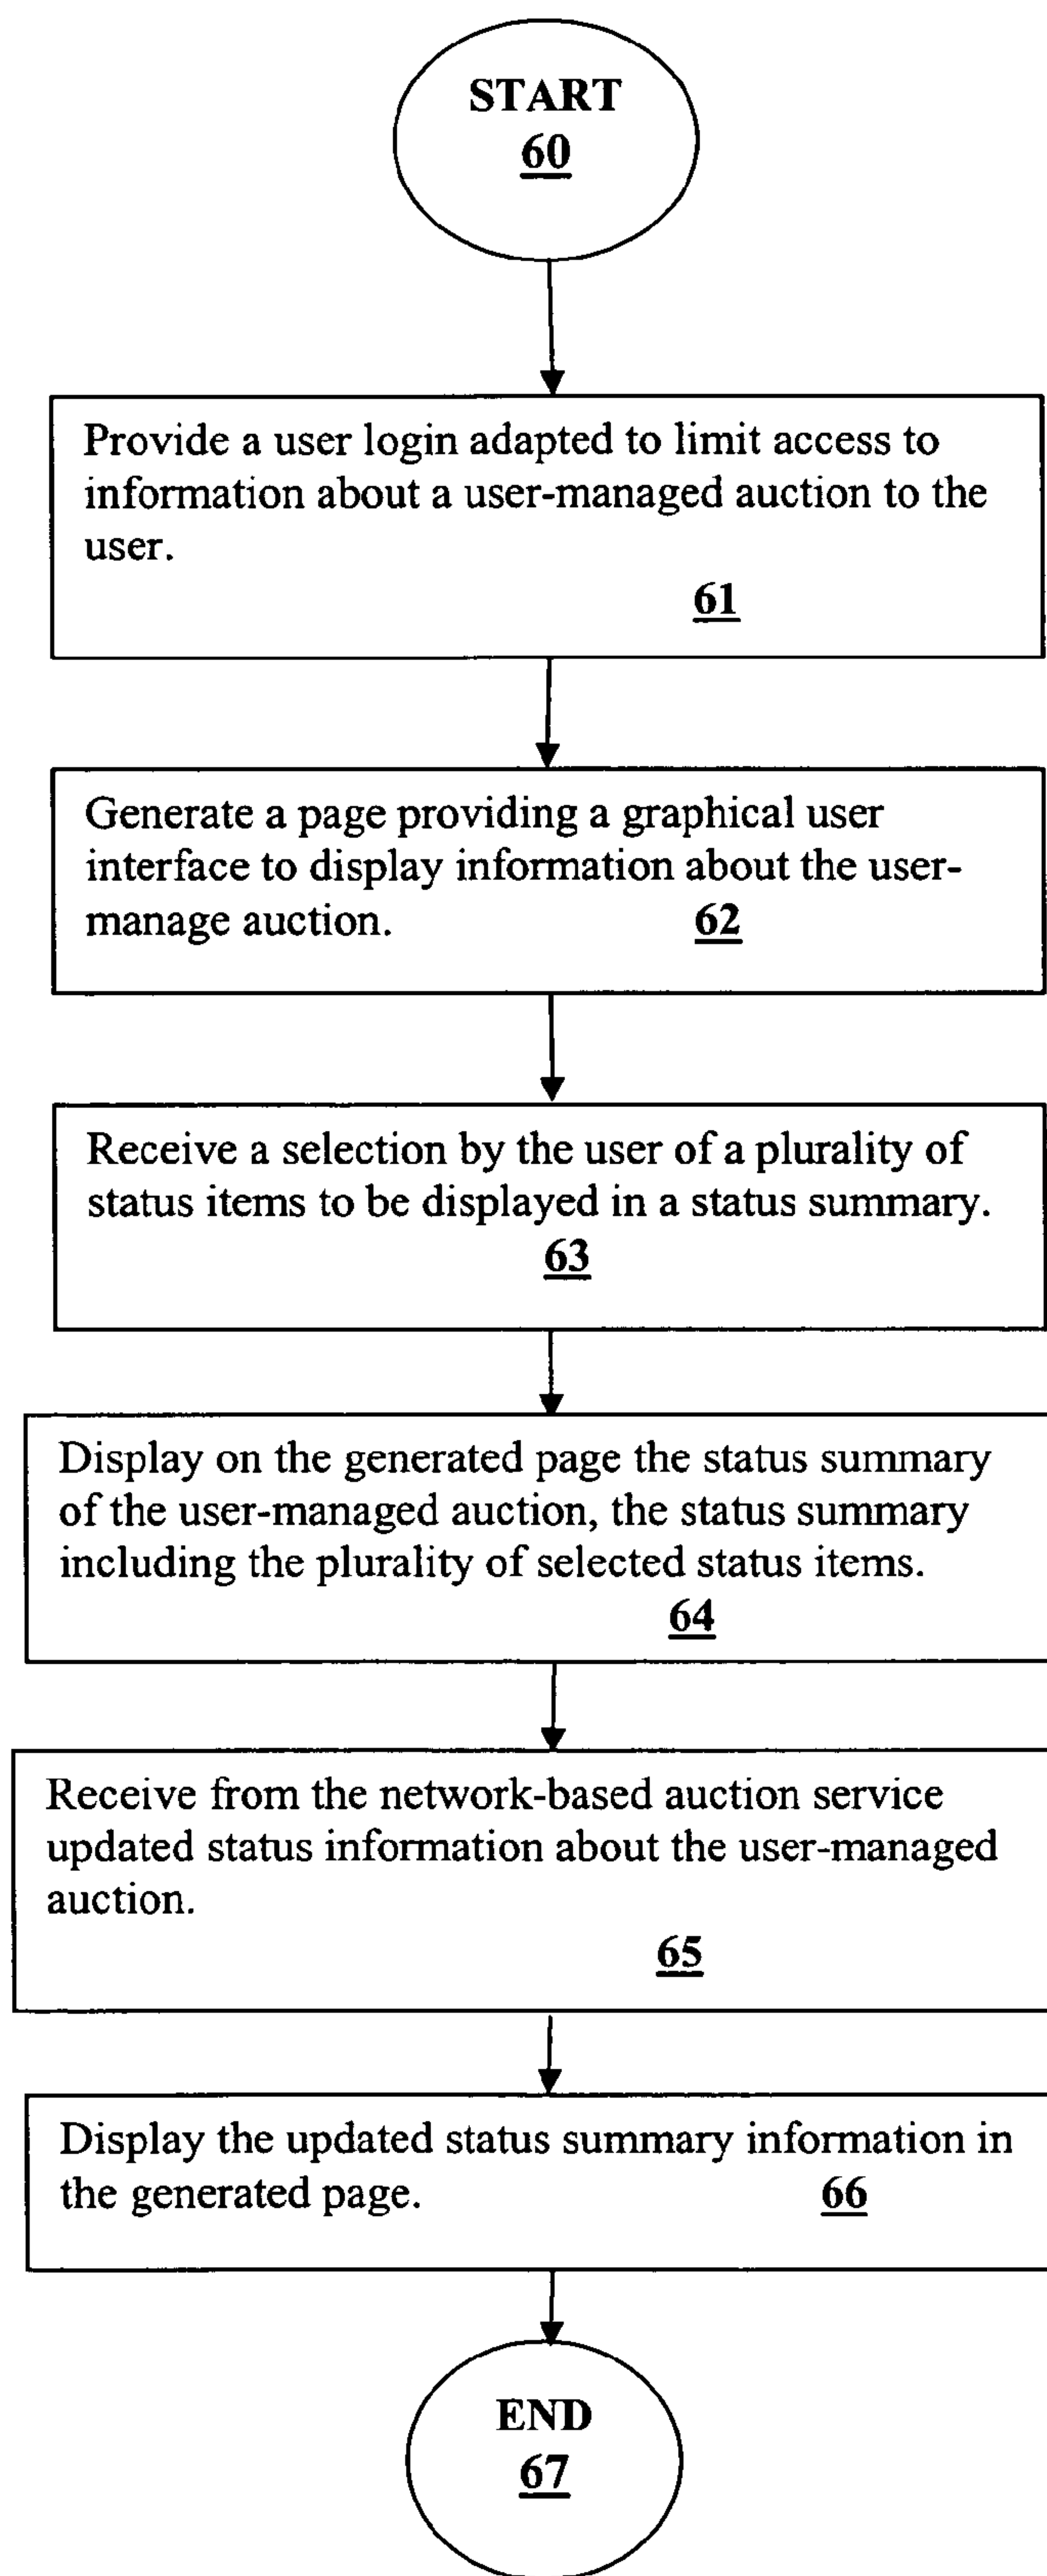 START
60
Provide a user login adapted to limit access to
information about a user-managed auction to the
user.
61
Generate a page providing a graphical user
interface to display information about the user-
manage auction. 62
Receive a selection by the user of a plurality of
status items to be displayed in a status summary.
63
Display on the generated page the status summary
of the user-managed auction, the status summary
including the plurality of selected status items.
64
Receive from the network-based auction service
updated status information about the user-managed
auction.
65
Display the updated status summary information in
the generated page. 66
END
67